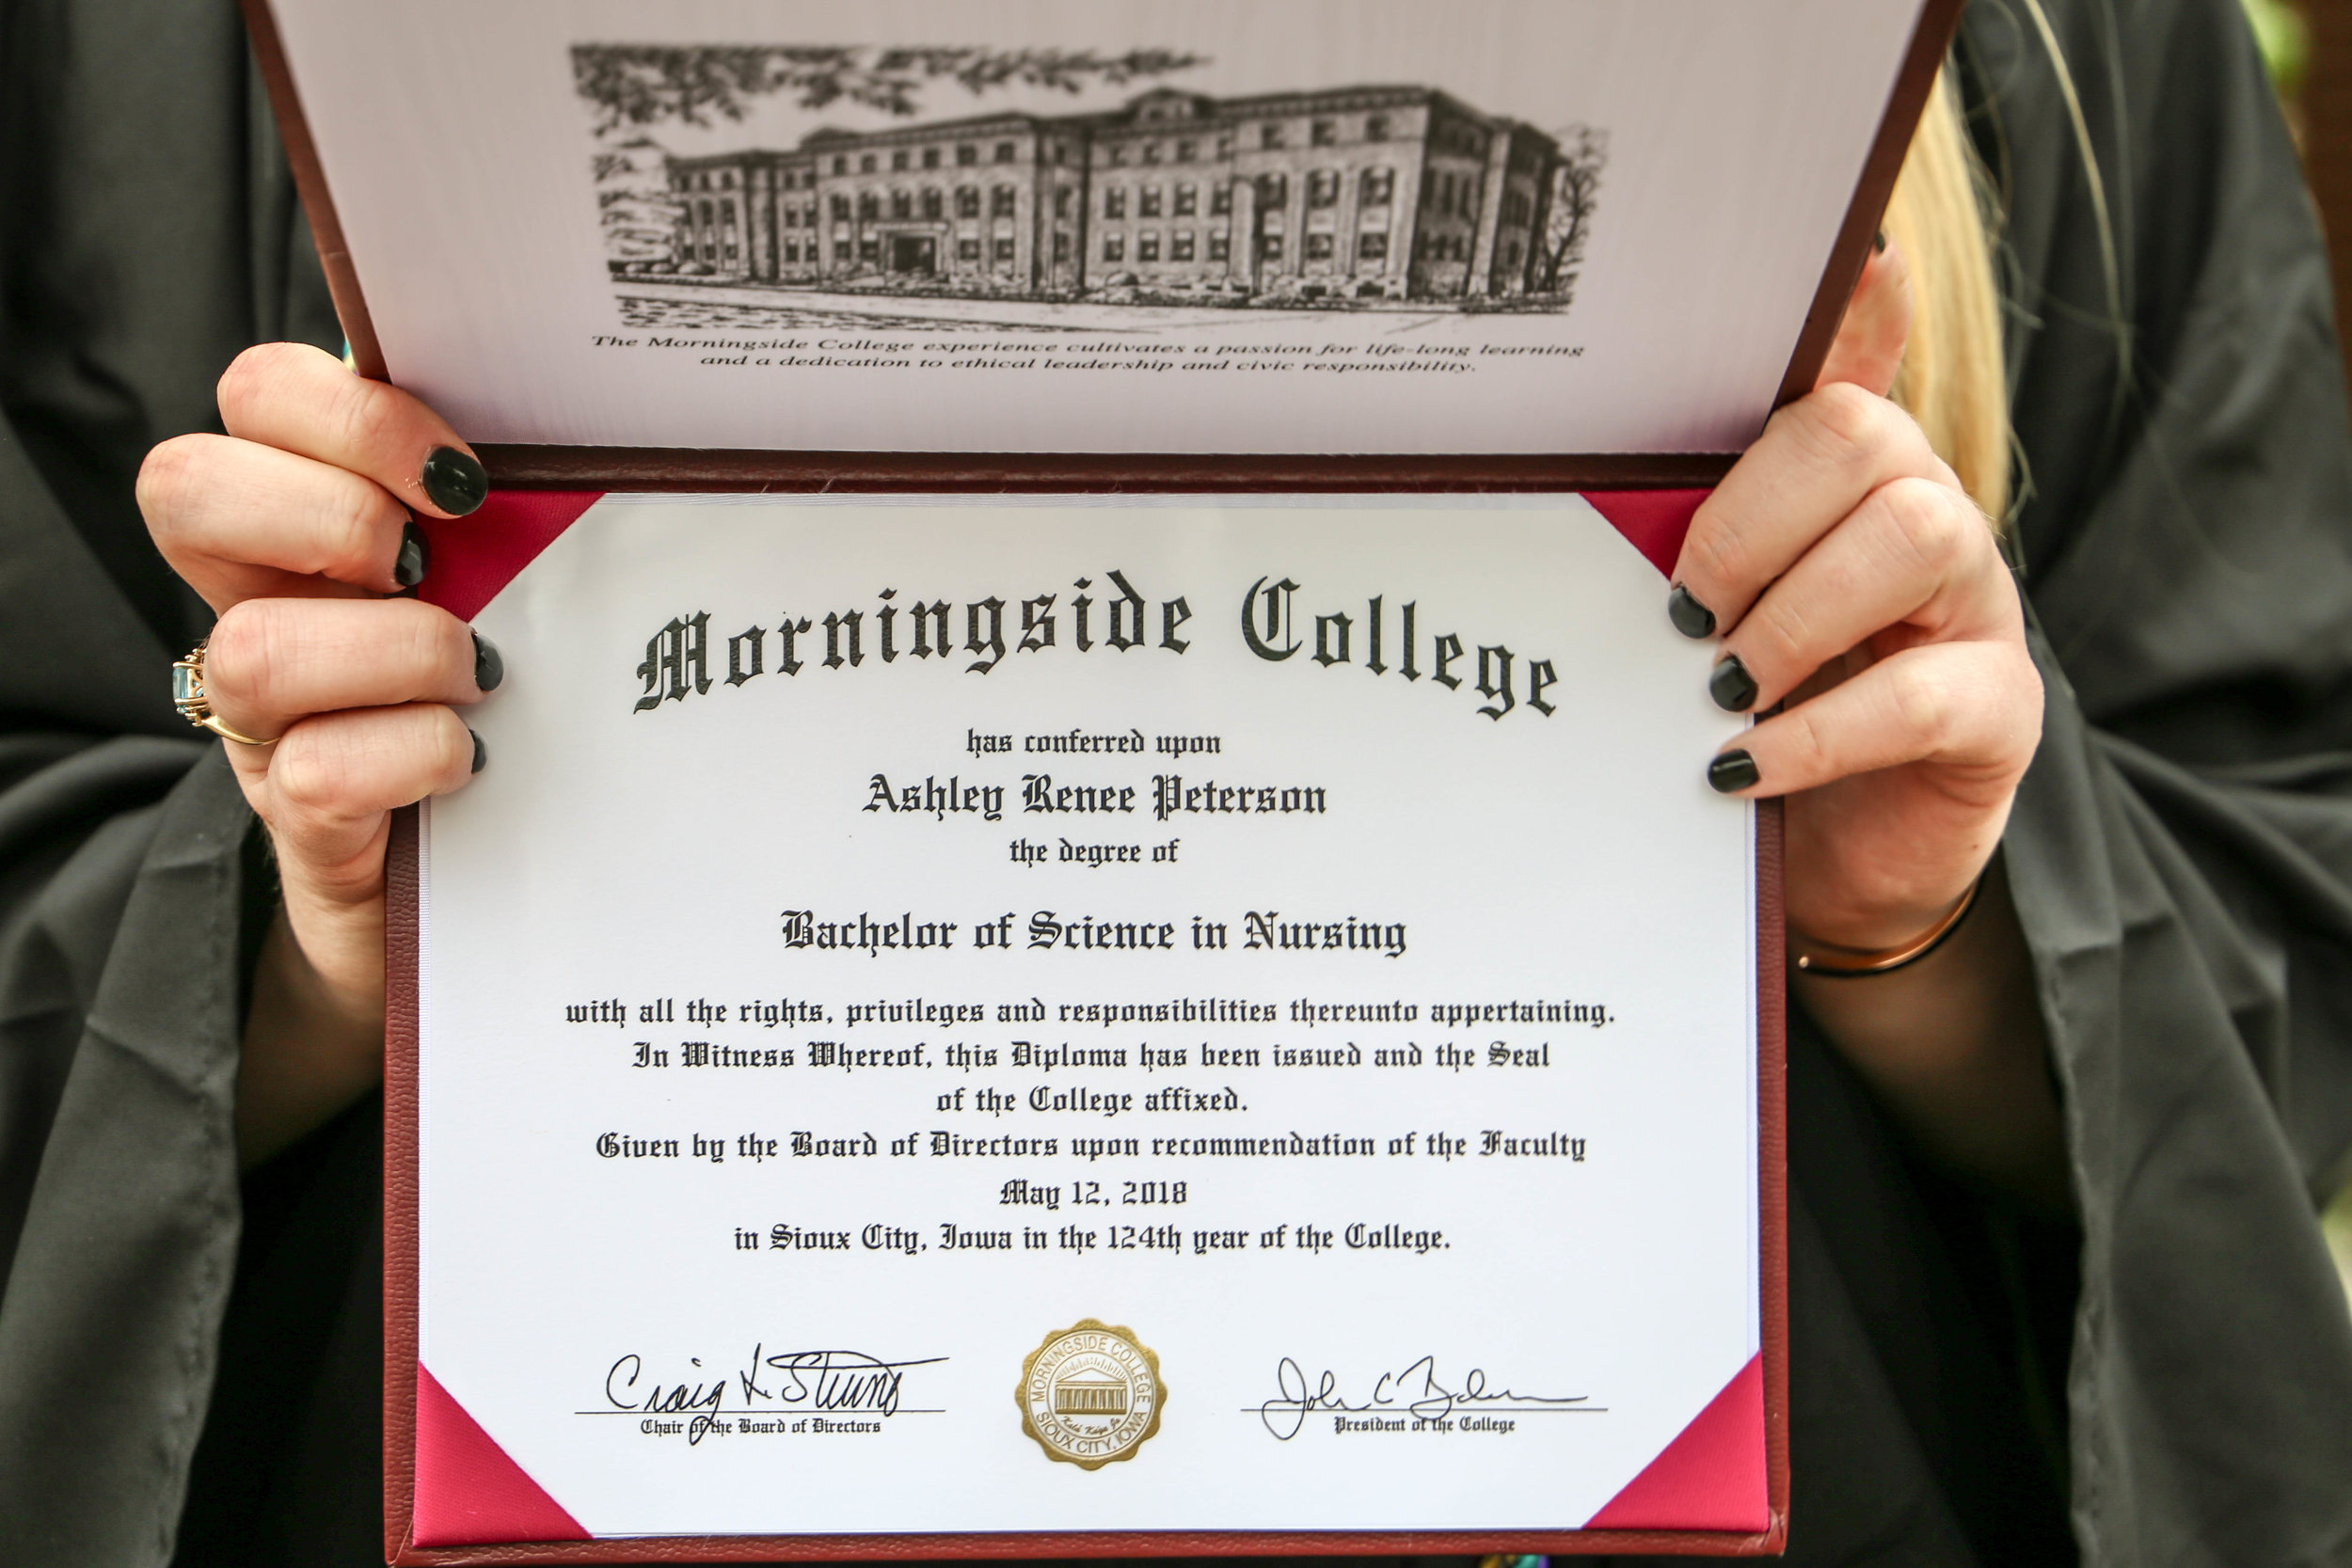 The Morningside College experience cultivates a passion for life-long learning
and a dedication to ethical leadership and civic responsibility.
Morningside College
has conferred upon
Ashley Renee Peterson
the degree of
Bachelor of Science in Nursing
with all the rights, privileges and responsibilities thereunto appertaining.
In Witness Whereof, this Diploma has been issued and the Seal
of the College affixed.
Given by the Board of Directors upon recommendation of the Faculty
May 12, 2018
in Sioux City, Iowa in the 124th year of the College.
Craig L.
Chair of the Board of Directors
MORNINGSIDE COLLEGE
SIOUX CITY, IOWA
John C
President of the College